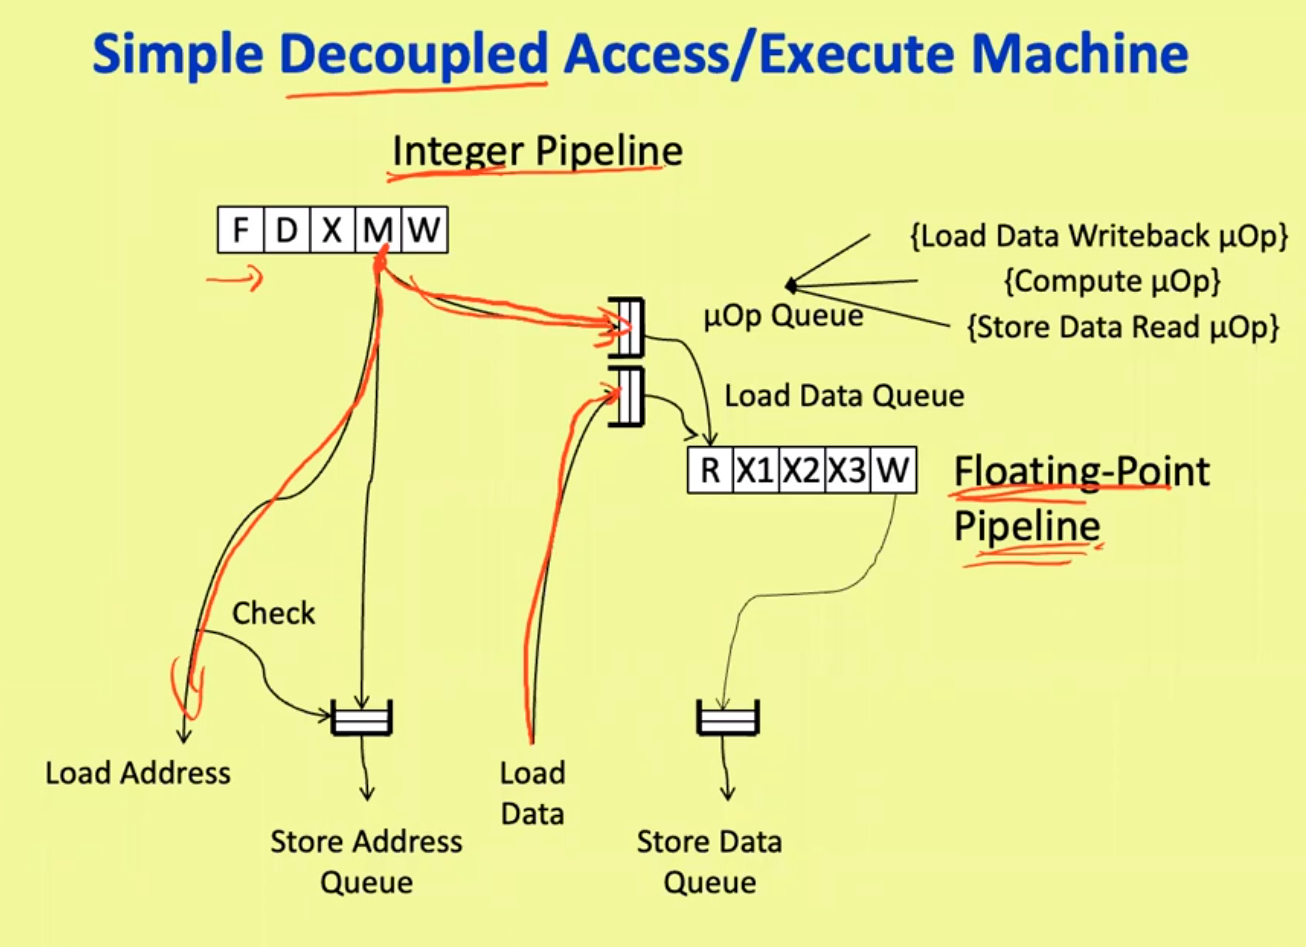 Simple Decoupled Access/Execute Machine
Integer Pipeline
F D X M W
{Load Data Writeback µOp}
{Compute µOp}
µOp Queue
{Store Data Read µOp}
Load Data Queue
R X1 X2 X3 W
Floating-Point
Pipeline
Check
Load Address
Load
Data
Store Address
Queue
Store Data
Queue